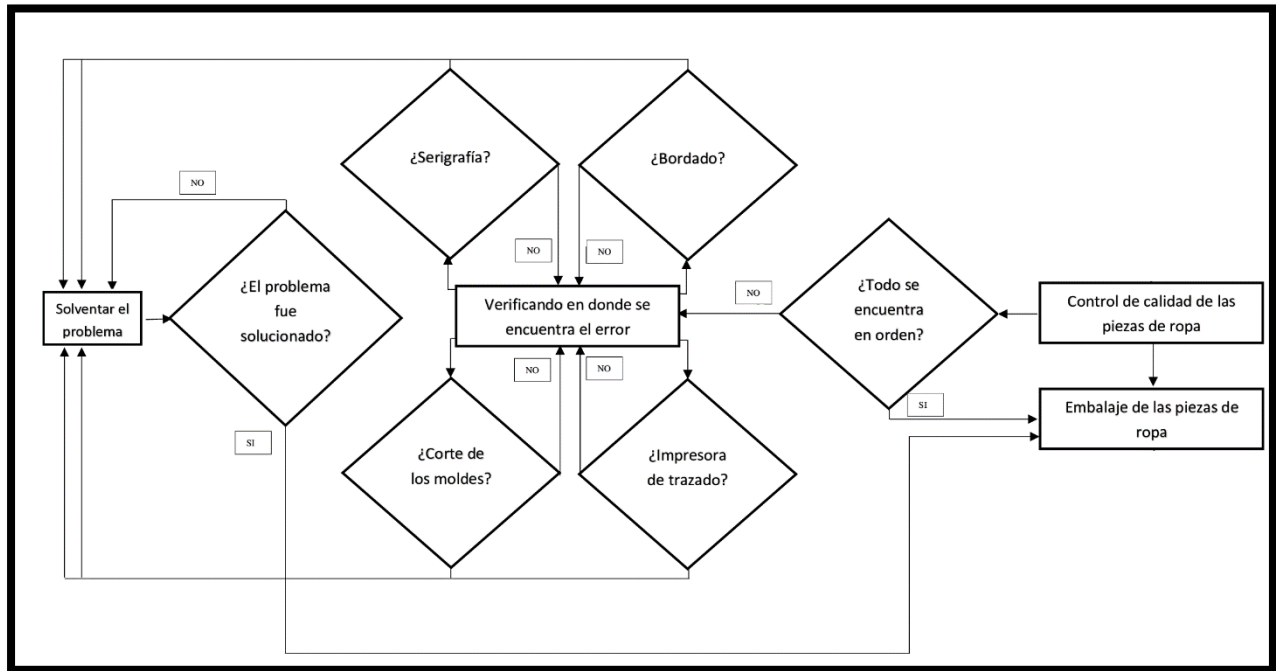 ¿Serigrafía?
¿Bordado?
NO
NO
NO
¿El problema
fue
solucionado?
Solventar el
problema
Verificando en donde se
encuentra el error
NO
¿Todo se
encuentra
en orden?
Control de calidad de las
piezas de ropa
SI
Embalaje de las piezas de
ropa
NO
NO
SI
¿Corte de
los moldes?
¿Impresora
de trazado?